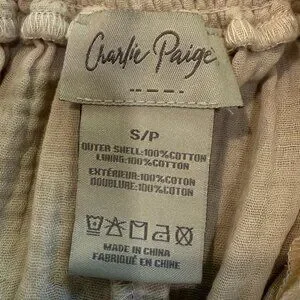 Charlie Paige
S/P
OUTER SHELL:100%COTTON
LINING:100%COTTON
EXTÉRIEUR:100%COTON
DOUBLURE:100%COTON
MADE IN CHINA
FABRIQUÉ EN CHINE